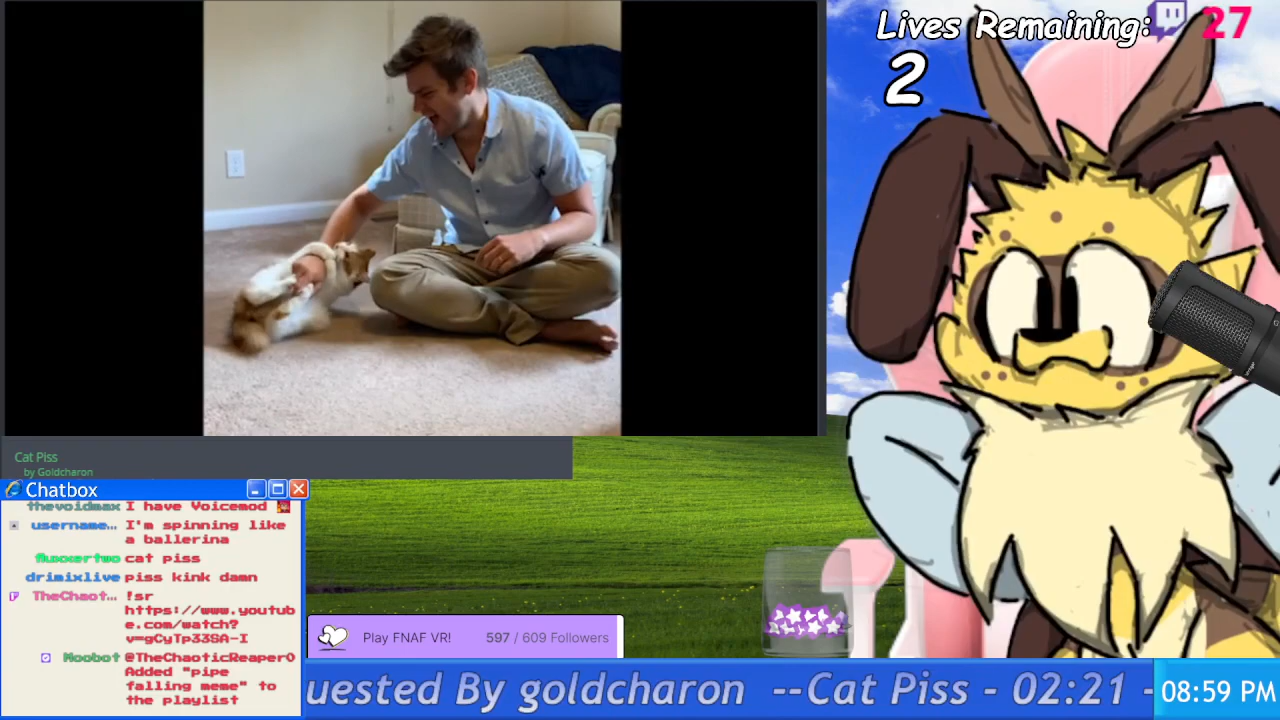 Lives Remaining:
27
2
Cat Piss
by Goldcharon
Chatbox
thevoidmax I have Voicemod
username… I'm spinning like
a ballerina
cat piss
drimixlive piss kink damn
TheChaot… !sr
https://www.youtub
e.com/watch?
v=gCyTp33SA-I
Moobot @TheChaoticReaper0
Added "pipe
falling meme" to
the playlist
Play FNAF VR! 597 / 609 Followers
uested By goldcharon --Cat Piss - 02:21 -
08:59 PM